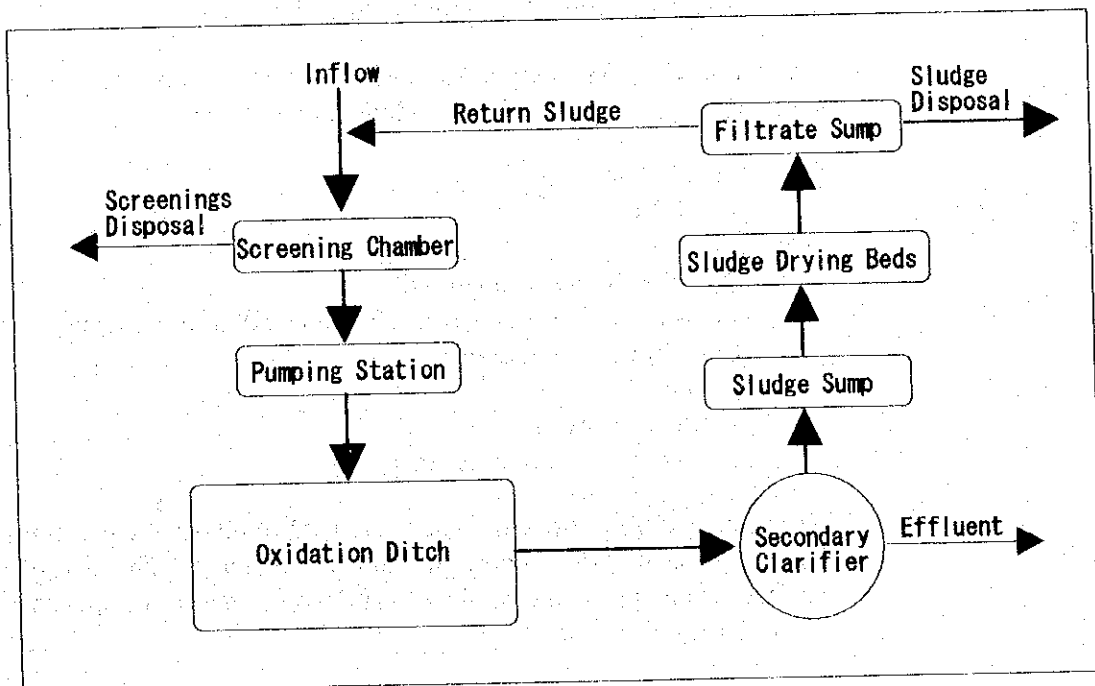 Inflow
Return Sludge
Filtrate Sump
Sludge
Disposal
Screenings
Disposal
Screening Chamber
Sludge Drying Beds
Pumping Station
Sludge Sump
Oxidation Ditch
Secondary
Clarifier
Effluent